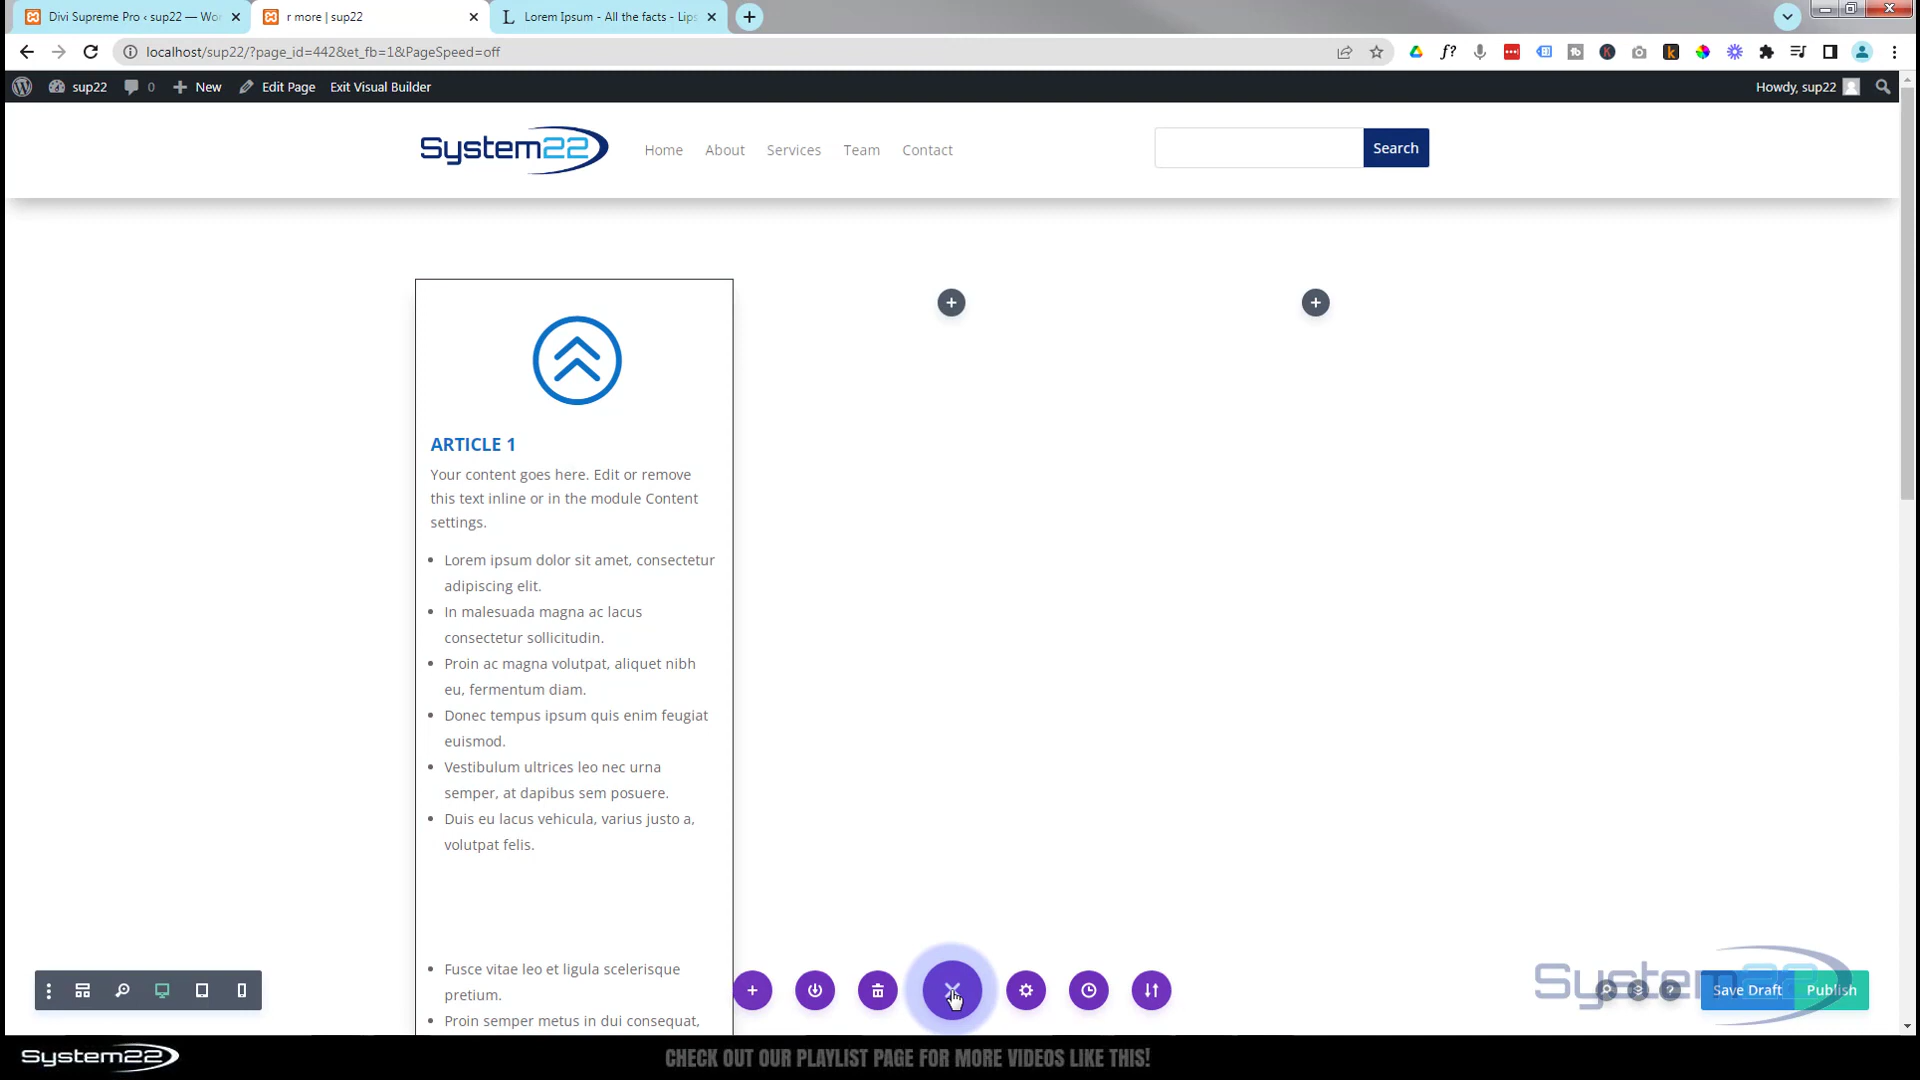 Divi Supreme Pro ‹ sup22 — Wor
r more | sup22
Lorem Ipsum - All the facts - Lips
localhost/sup22/?page_id=442&et_fb=1&PageSpeed=off
sup22
0
New
Edit Page
Exit Visual Builder
Howdy, sup22
System22
Home
About
Services
Team
Contact
Search
ARTICLE 1
Your content goes here. Edit or remove
this text inline or in the module Content
settings.
Lorem ipsum dolor sit amet, consectetur
adipiscing elit.
In malesuada magna ac lacus
consectetur sollicitudin.
Proin ac magna volutpat, aliquet nibh
eu, fermentum diam.
Donec tempus ipsum quis enim feugiat
euismod.
Vestibulum ultrices leo nec urna
semper, at dapibus sem posuere.
Duis eu lacus vehicula, varius justo a,
volutpat felis.
Fusce vitae leo et ligula scelerisque
pretium.
Proin semper metus in dui consequat,
System22
Save Draft
Publish
System22
CHECK OUT OUR PLAYLIST PAGE FOR MORE VIDEOS LIKE THIS!